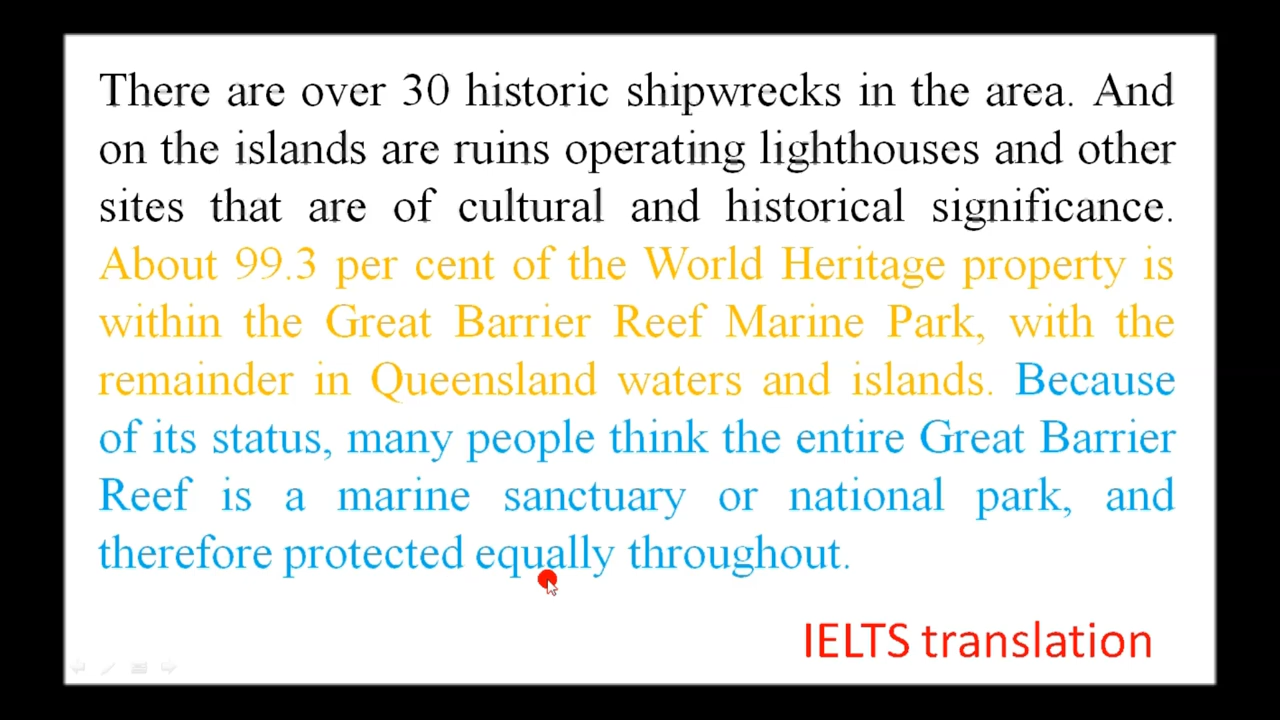 There are over 30 historic shipwrecks in the area. And
on the islands are ruins operating lighthouses and other
sites that are of cultural and historical significance.
About 99.3 per cent of the World Heritage property is
within the Great Barrier Reef Marine Park, with the
remainder in Queensland waters and islands. Because
of its status, many people think the entire Great Barrier
Reef is a marine sanctuary or national park, and
therefore protected equally throughout.
IELTS translation